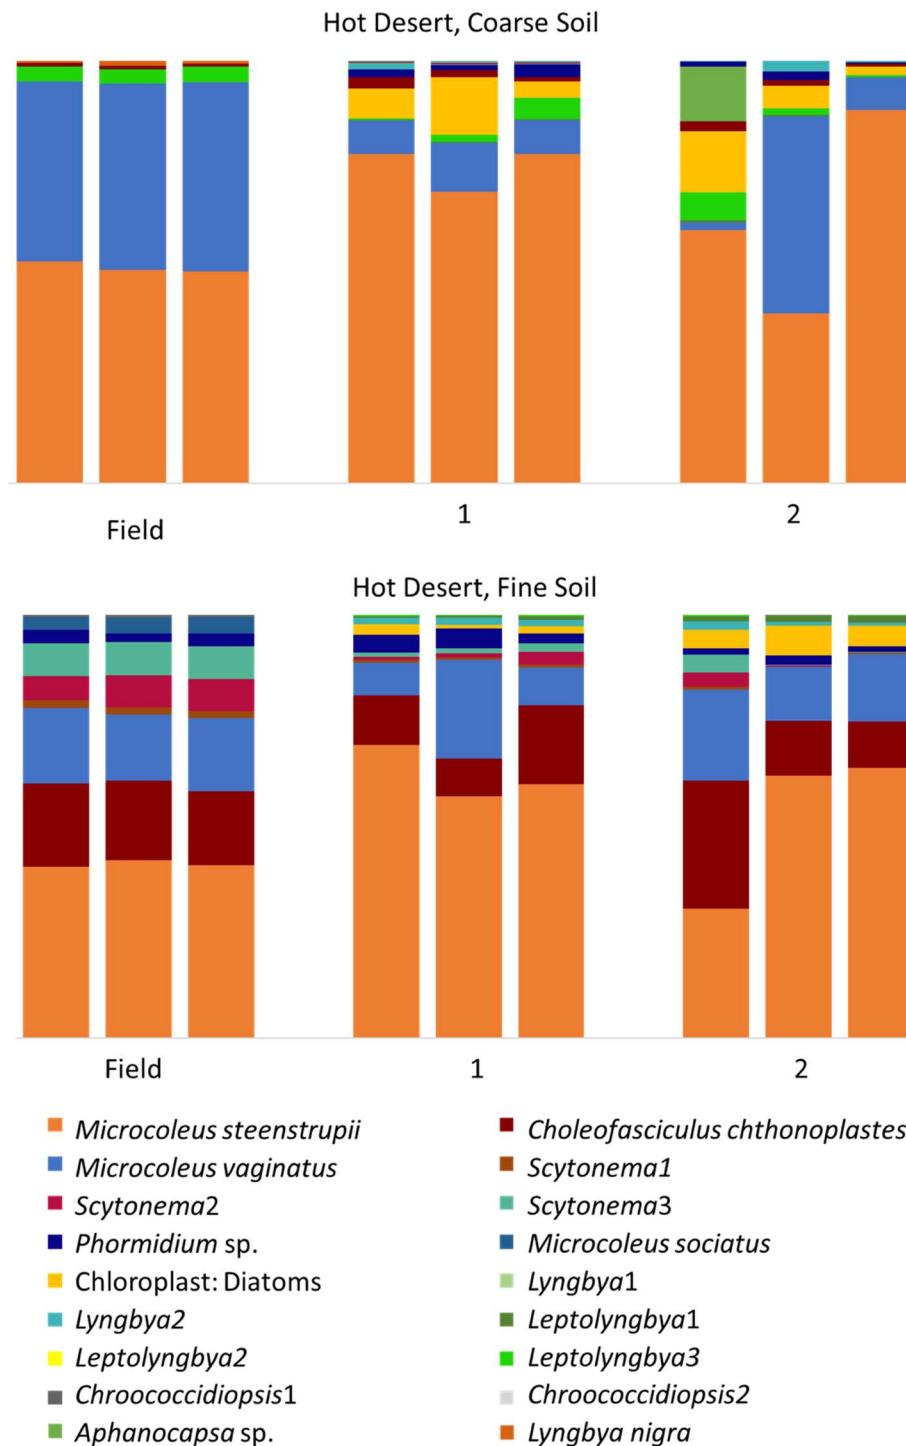 Hot Desert, Coarse Soil
Field
1
2
Hot Desert, Fine Soil
Field
1
2
Microcoleus steenstrupii
Choleofasciculus chthonoplastes
Microcoleus vaginatus
Scytonema1
Scytonema2
Scytonema3
Phormidium sp.
Microcoleus sociatus
Chloroplast: Diatoms
Lyngbya1
Lyngbya2
Leptolyngbya1
Leptolyngbya2
Leptolyngbya3
Chroococcidiopsis1
Chroococcidiopsis2
Aphanocapsa sp.
Lyngbya nigra